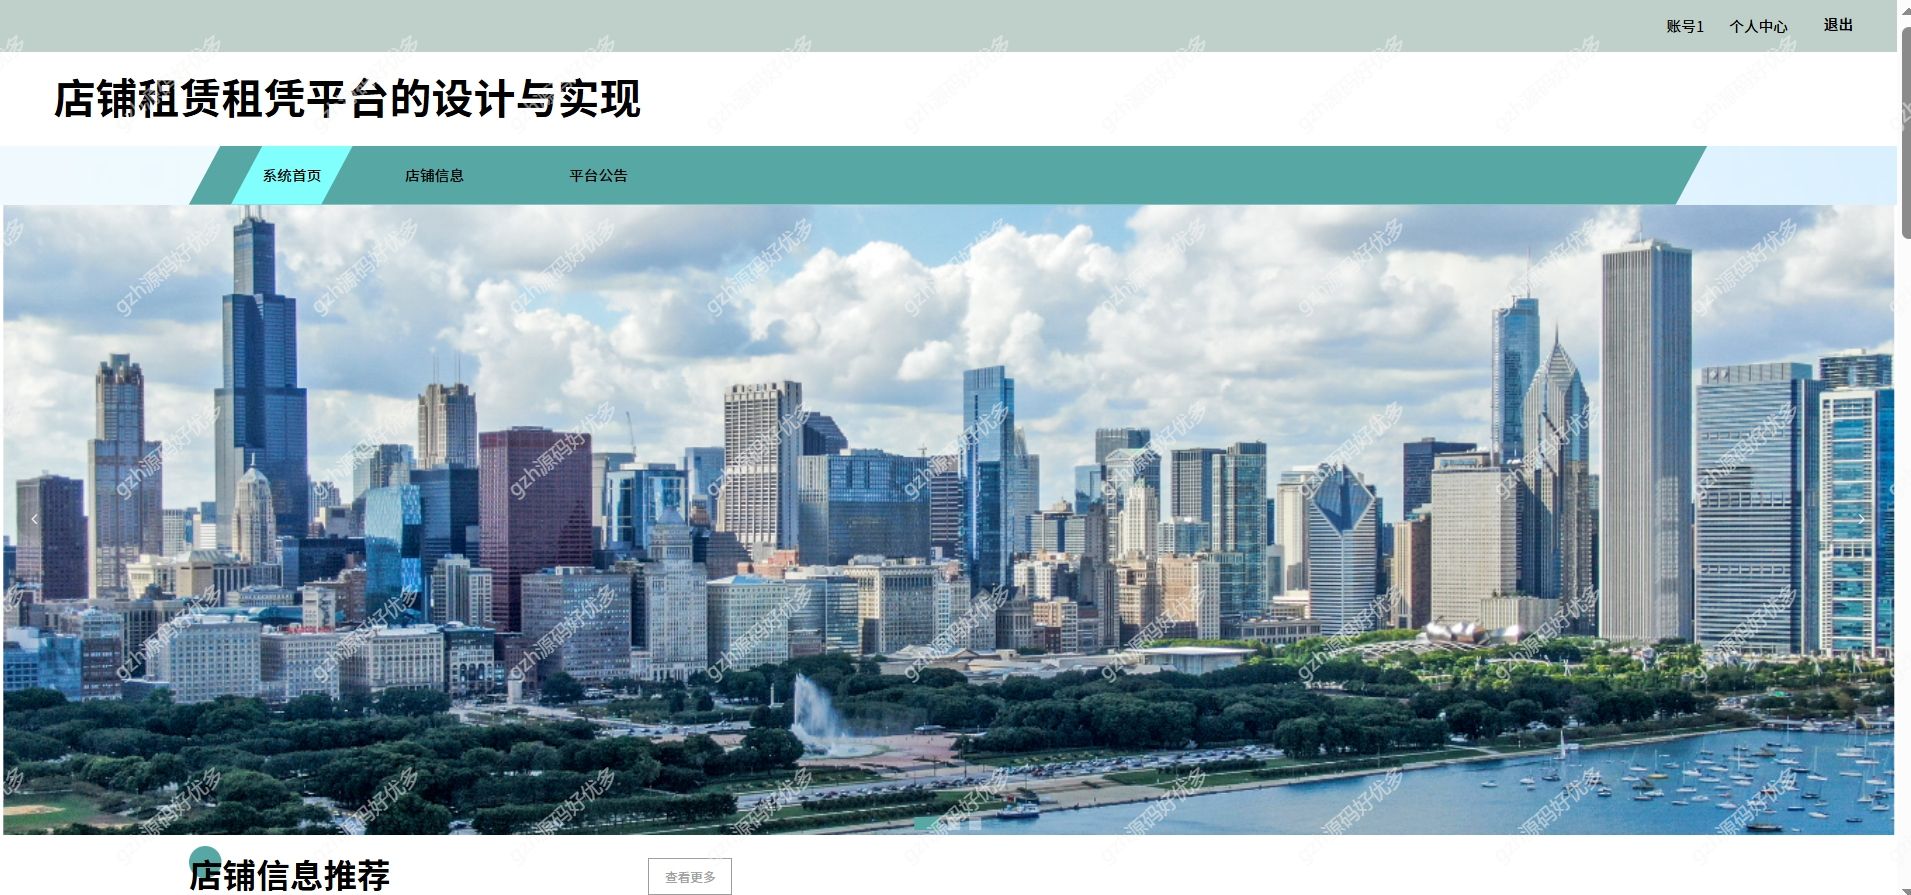 账号1 个人中心 退出
店铺租赁租凭平台的设计与实现
系统首页 店铺信息 平台公告
店铺信息推荐 查看更多
gzh源码好优多